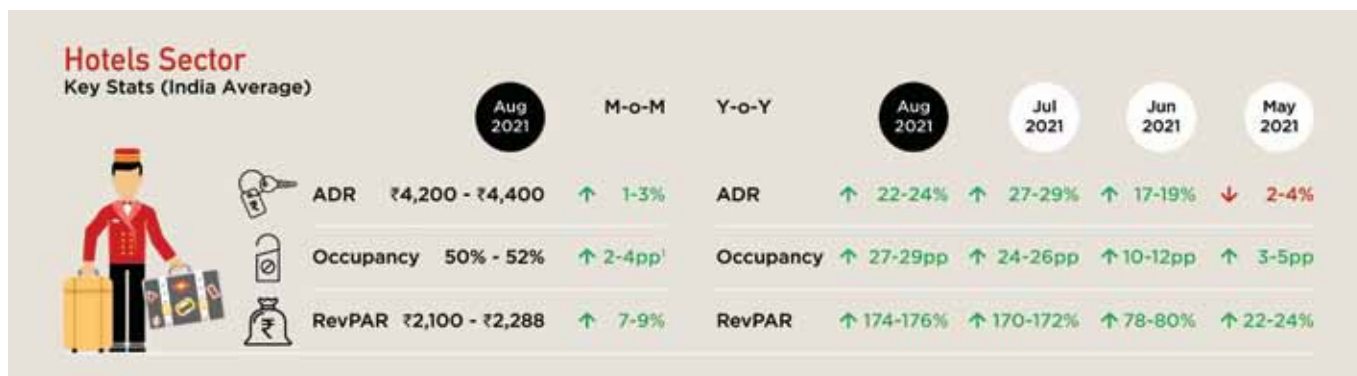 Hotels Sector
Key Stats (India Average)
Aug 2021 M-o-M Y-o-Y Aug 2021 Jul 2021 Jun 2021 May 2021
ADR ₹4,200 - ₹4,400 ↑ 1-3% ADR ↑ 22-24% ↑ 27-29% ↑ 17-19% ↓ 2-4%
Occupancy 50% - 52% ↑ 2-4pp¹ Occupancy ↑ 27-29pp ↑ 24-26pp ↑ 10-12pp ↑ 3-5pp
RevPAR ₹2,100 - ₹2,288 ↑ 7-9% RevPAR ↑ 174-176% ↑ 170-172% ↑ 78-80% ↑ 22-24%